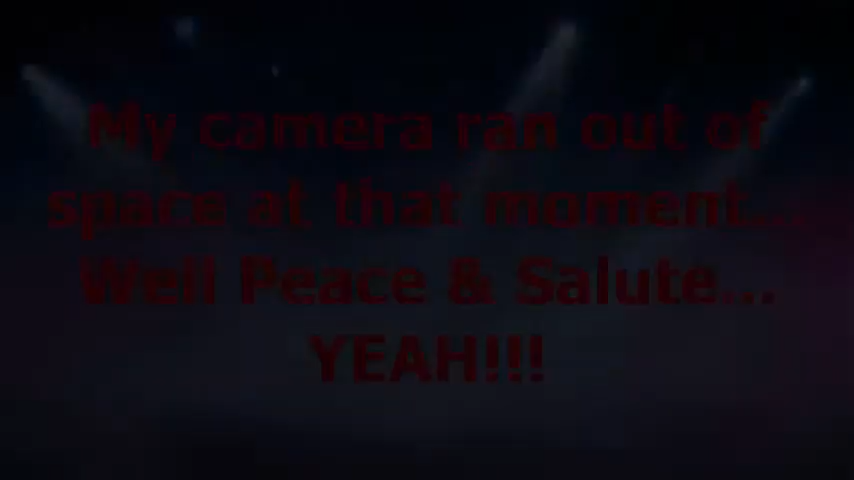 My camera ran out of
space at that moment...
Well Peace & Salute...
YEAH!!!